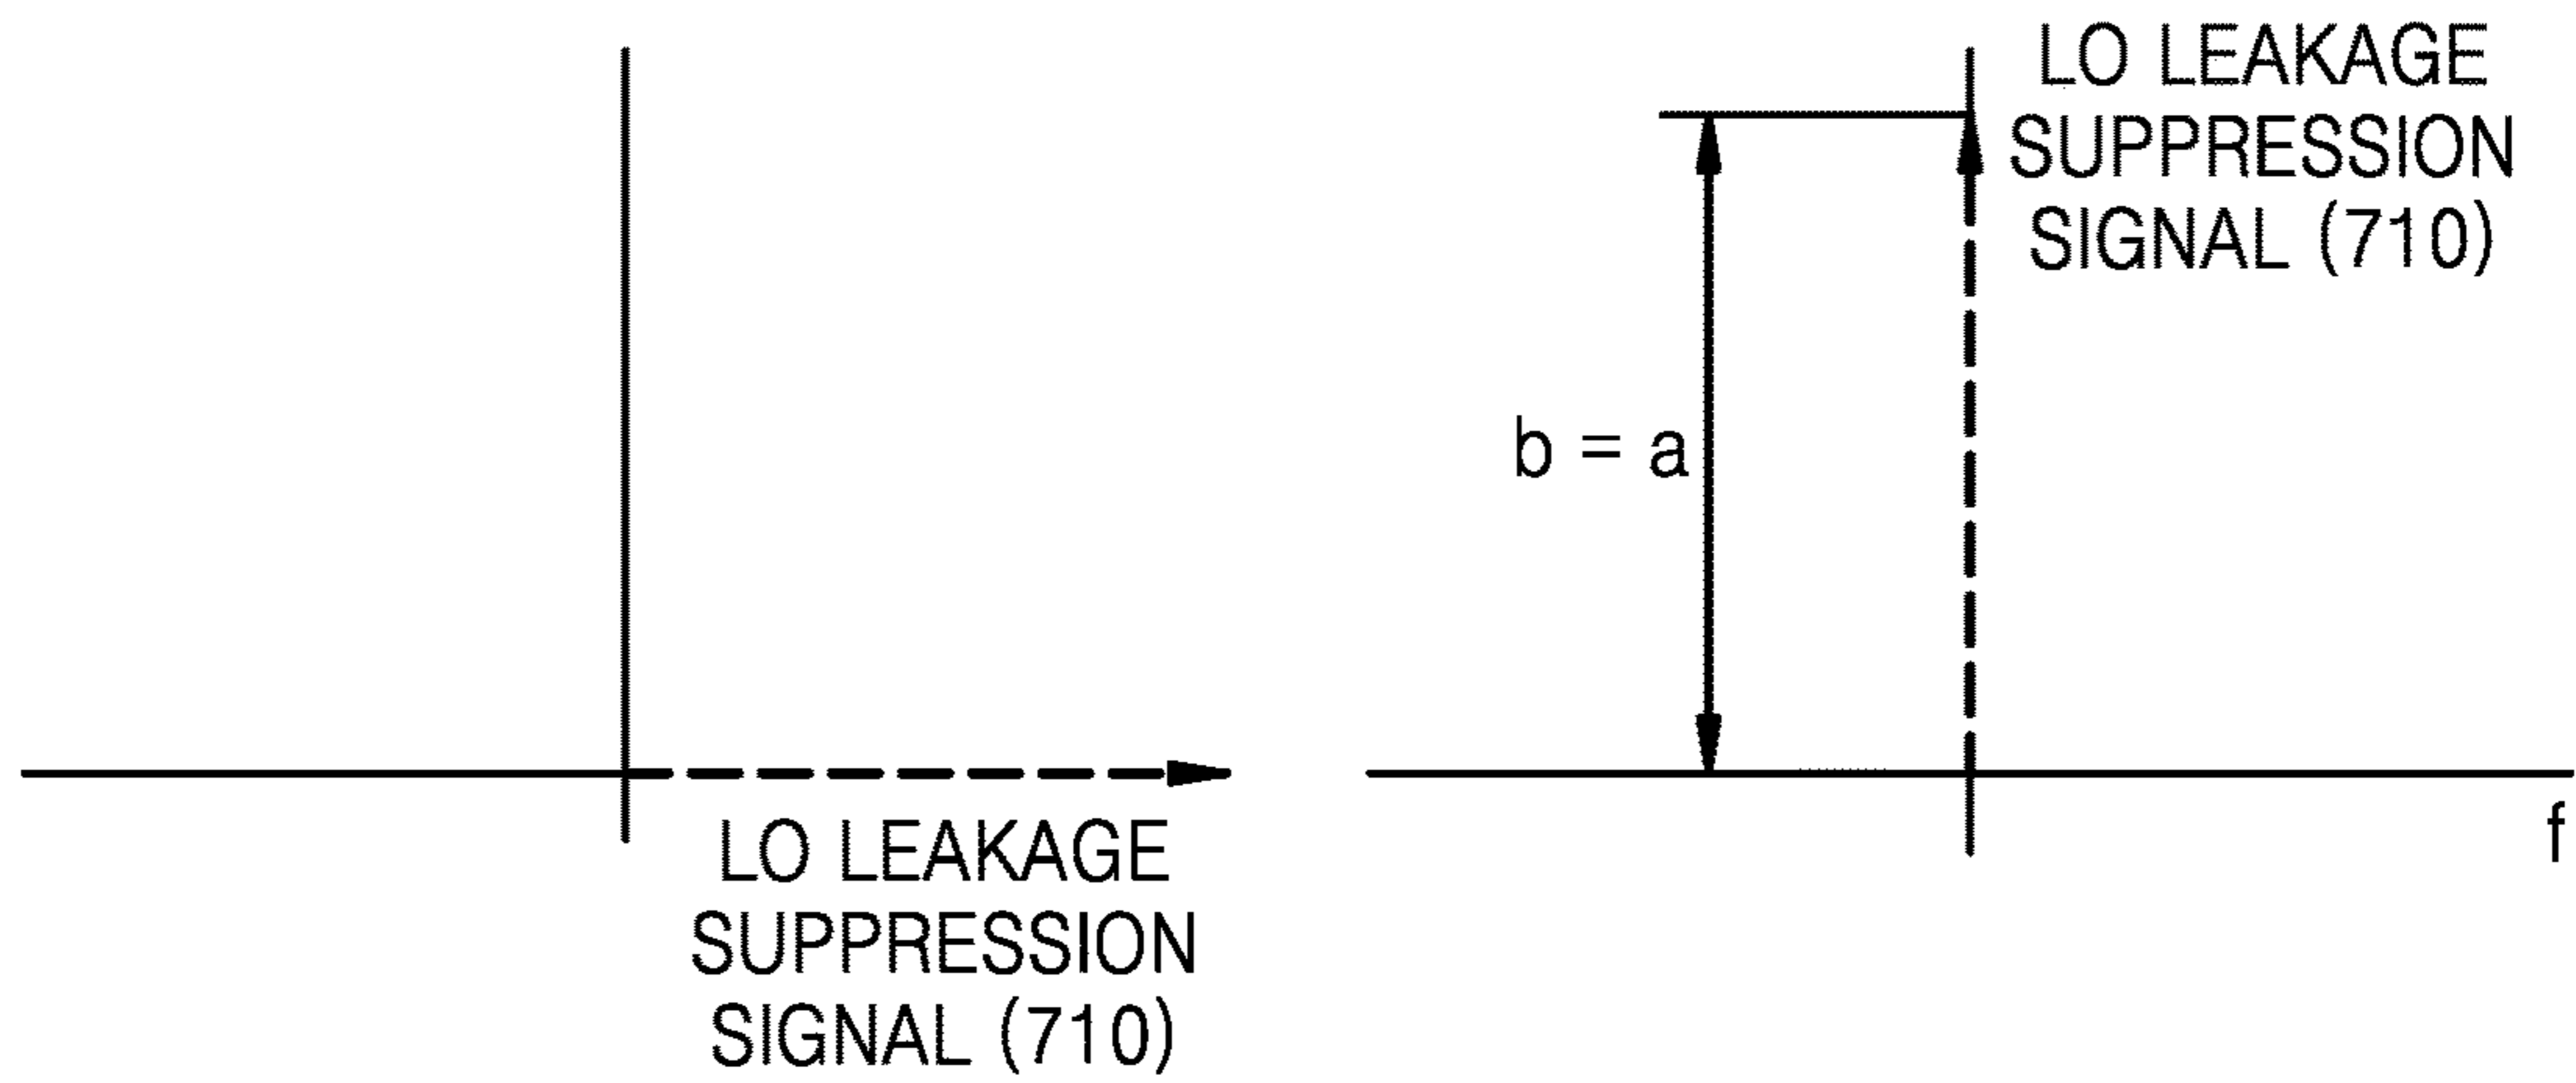 LO LEAKAGE
SUPPRESSION
SIGNAL (710)
b = a
f
LO LEAKAGE
SUPPRESSION
SIGNAL (710)